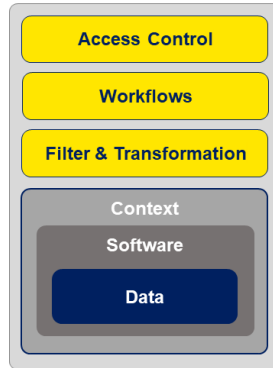 Access Control
Workflows
Filter & Transformation
Context
Software
Data